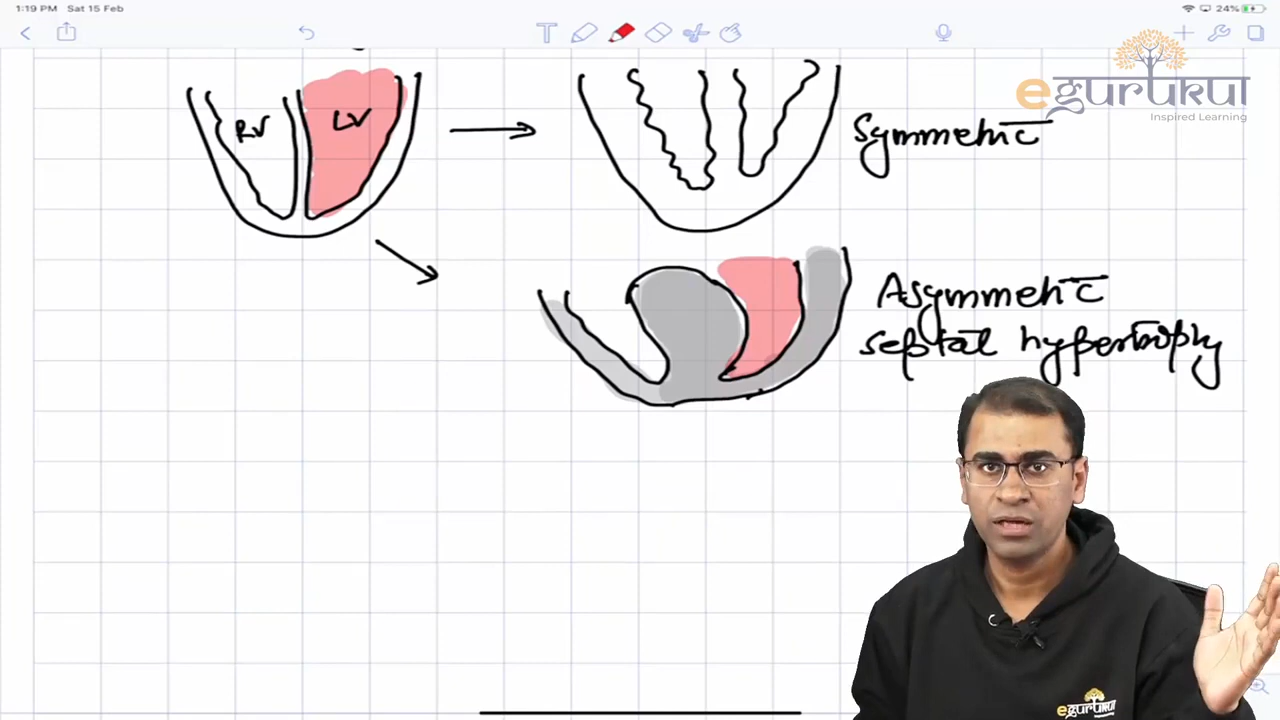 1:19 PM Sat 15 Feb
24%
T
egurukul
Inspired Learning
RV
LV
Symmetric
Asymmetric
septal hypertrophy
egurukul